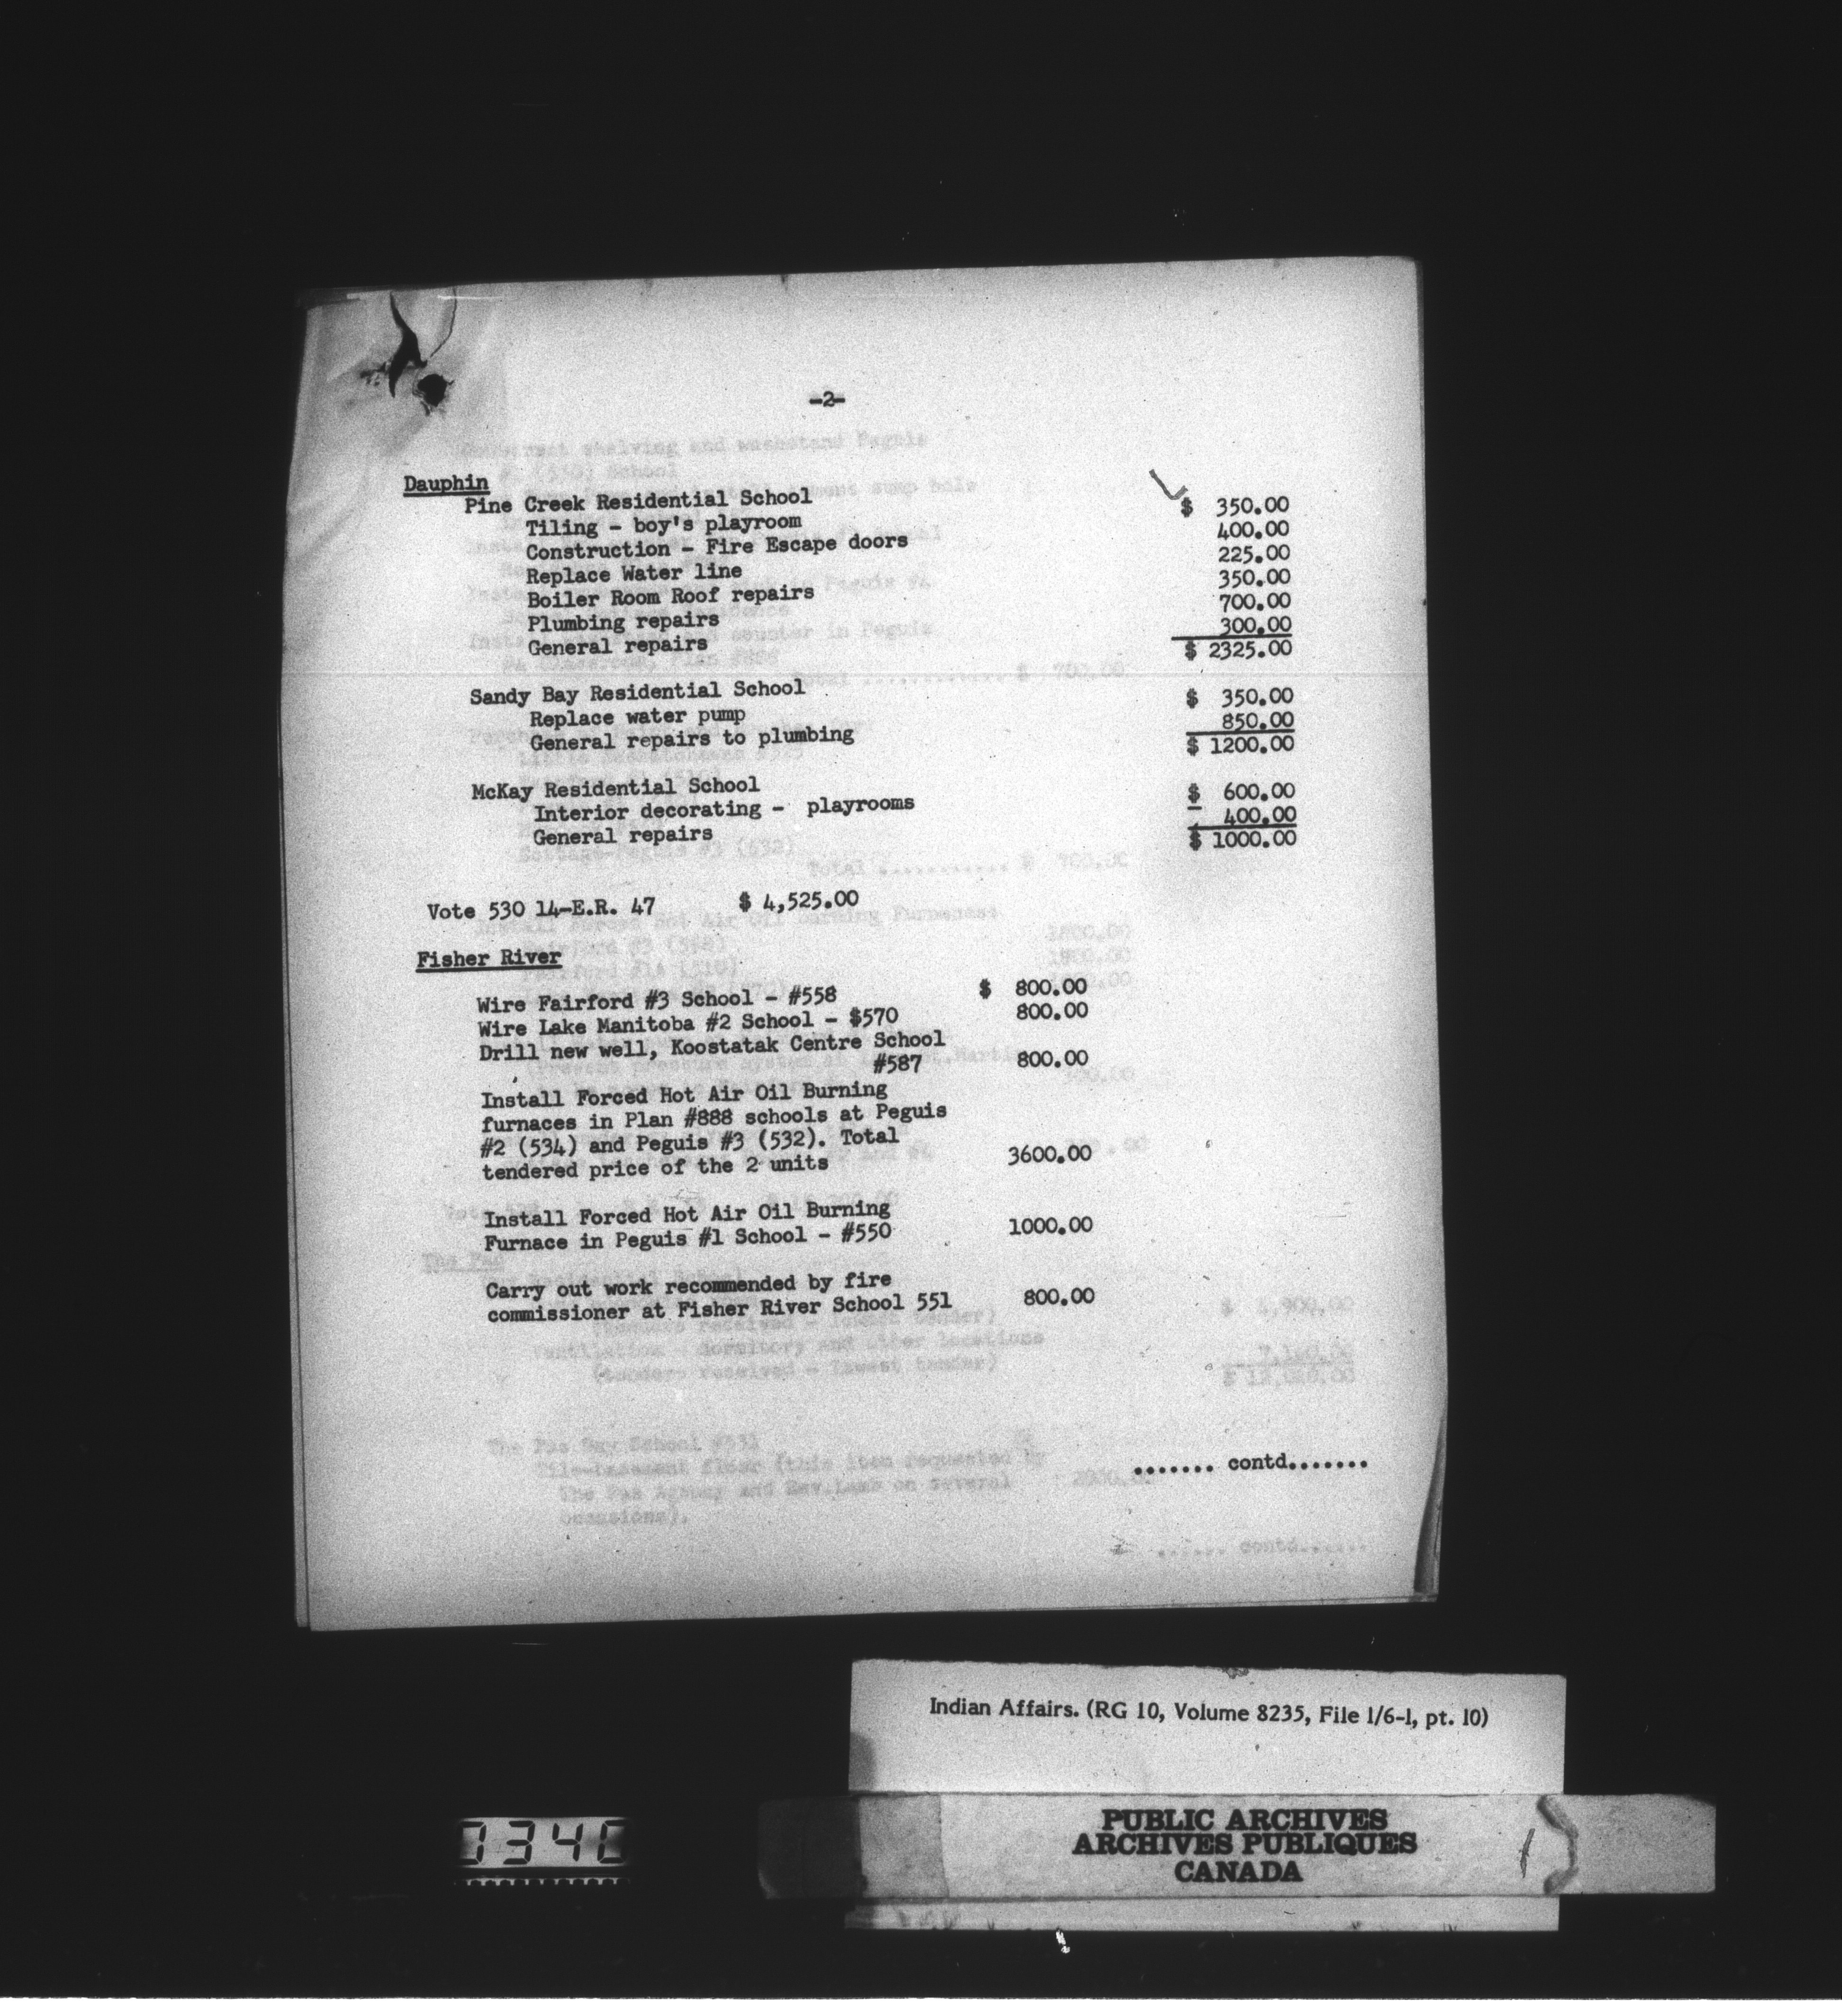 -2-
Dauphin
Pine Creek Residential School $ 350.00
Tiling - boy's playroom 400.00
Construction - Fire Escape doors 225.00
Replace Water line 350.00
Boiler Room Roof repairs 700.00
Plumbing repairs 300.00
General repairs $ 2325.00
Sandy Bay Residential School $ 350.00
Replace water pump 850.00
General repairs to plumbing $ 1200.00
McKay Residential School $ 600.00
Interior decorating - playrooms 400.00
General repairs $ 1000.00
Vote 530 14-E.R. 47 $ 4,525.00
Fisher River
Wire Fairford #3 School - #558 $ 800.00
Wire Lake Manitoba #2 School - $570 800.00
Drill new well, Koostatak Centre School
#587 800.00
Install Forced Hot Air Oil Burning
furnaces in Plan #888 schools at Peguis
#2 (534) and Peguis #3 (532). Total
tendered price of the 2 units 3600.00
Install Forced Hot Air Oil Burning
Furnace in Peguis #1 School - #550 1000.00
Carry out work recommended by fire
commissioner at Fisher River School 551 800.00
....... contd.......
Indian Affairs. (RG 10, Volume 8235, File 1/6-1, pt. 10)
PUBLIC ARCHIVES
ARCHIVES PUBLIQUES
CANADA